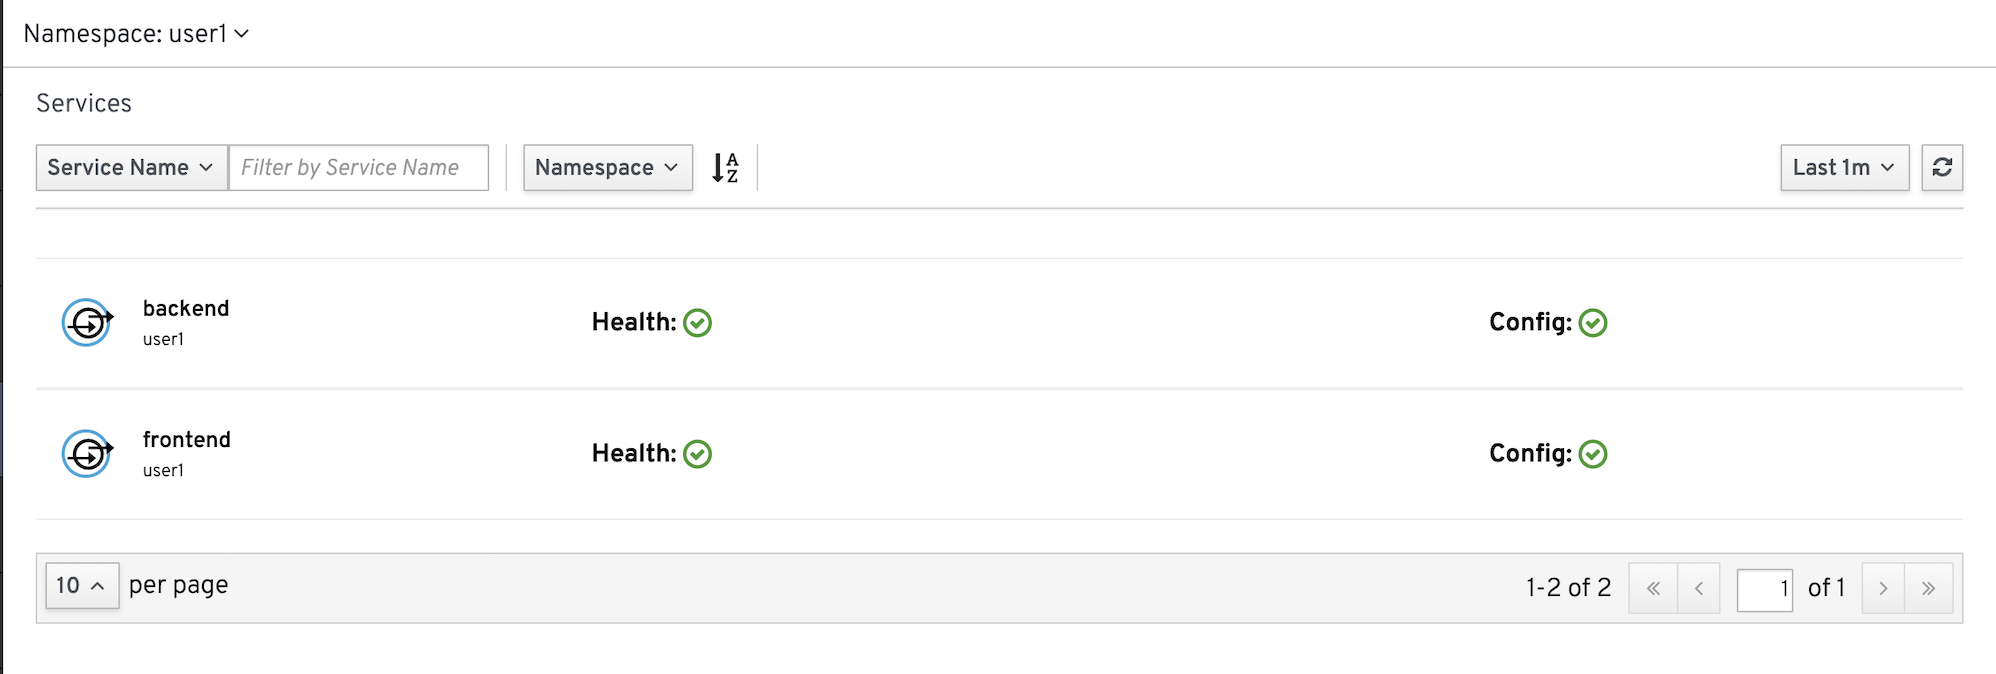 Namespace: user1
Services
Service Name Filter by Service Name Namespace A Z Last 1m
backend
user1
Health: Config:
frontend
user1
Health: Config:
10 per page 1-2 of 2 « ‹ 1 of 1 › »